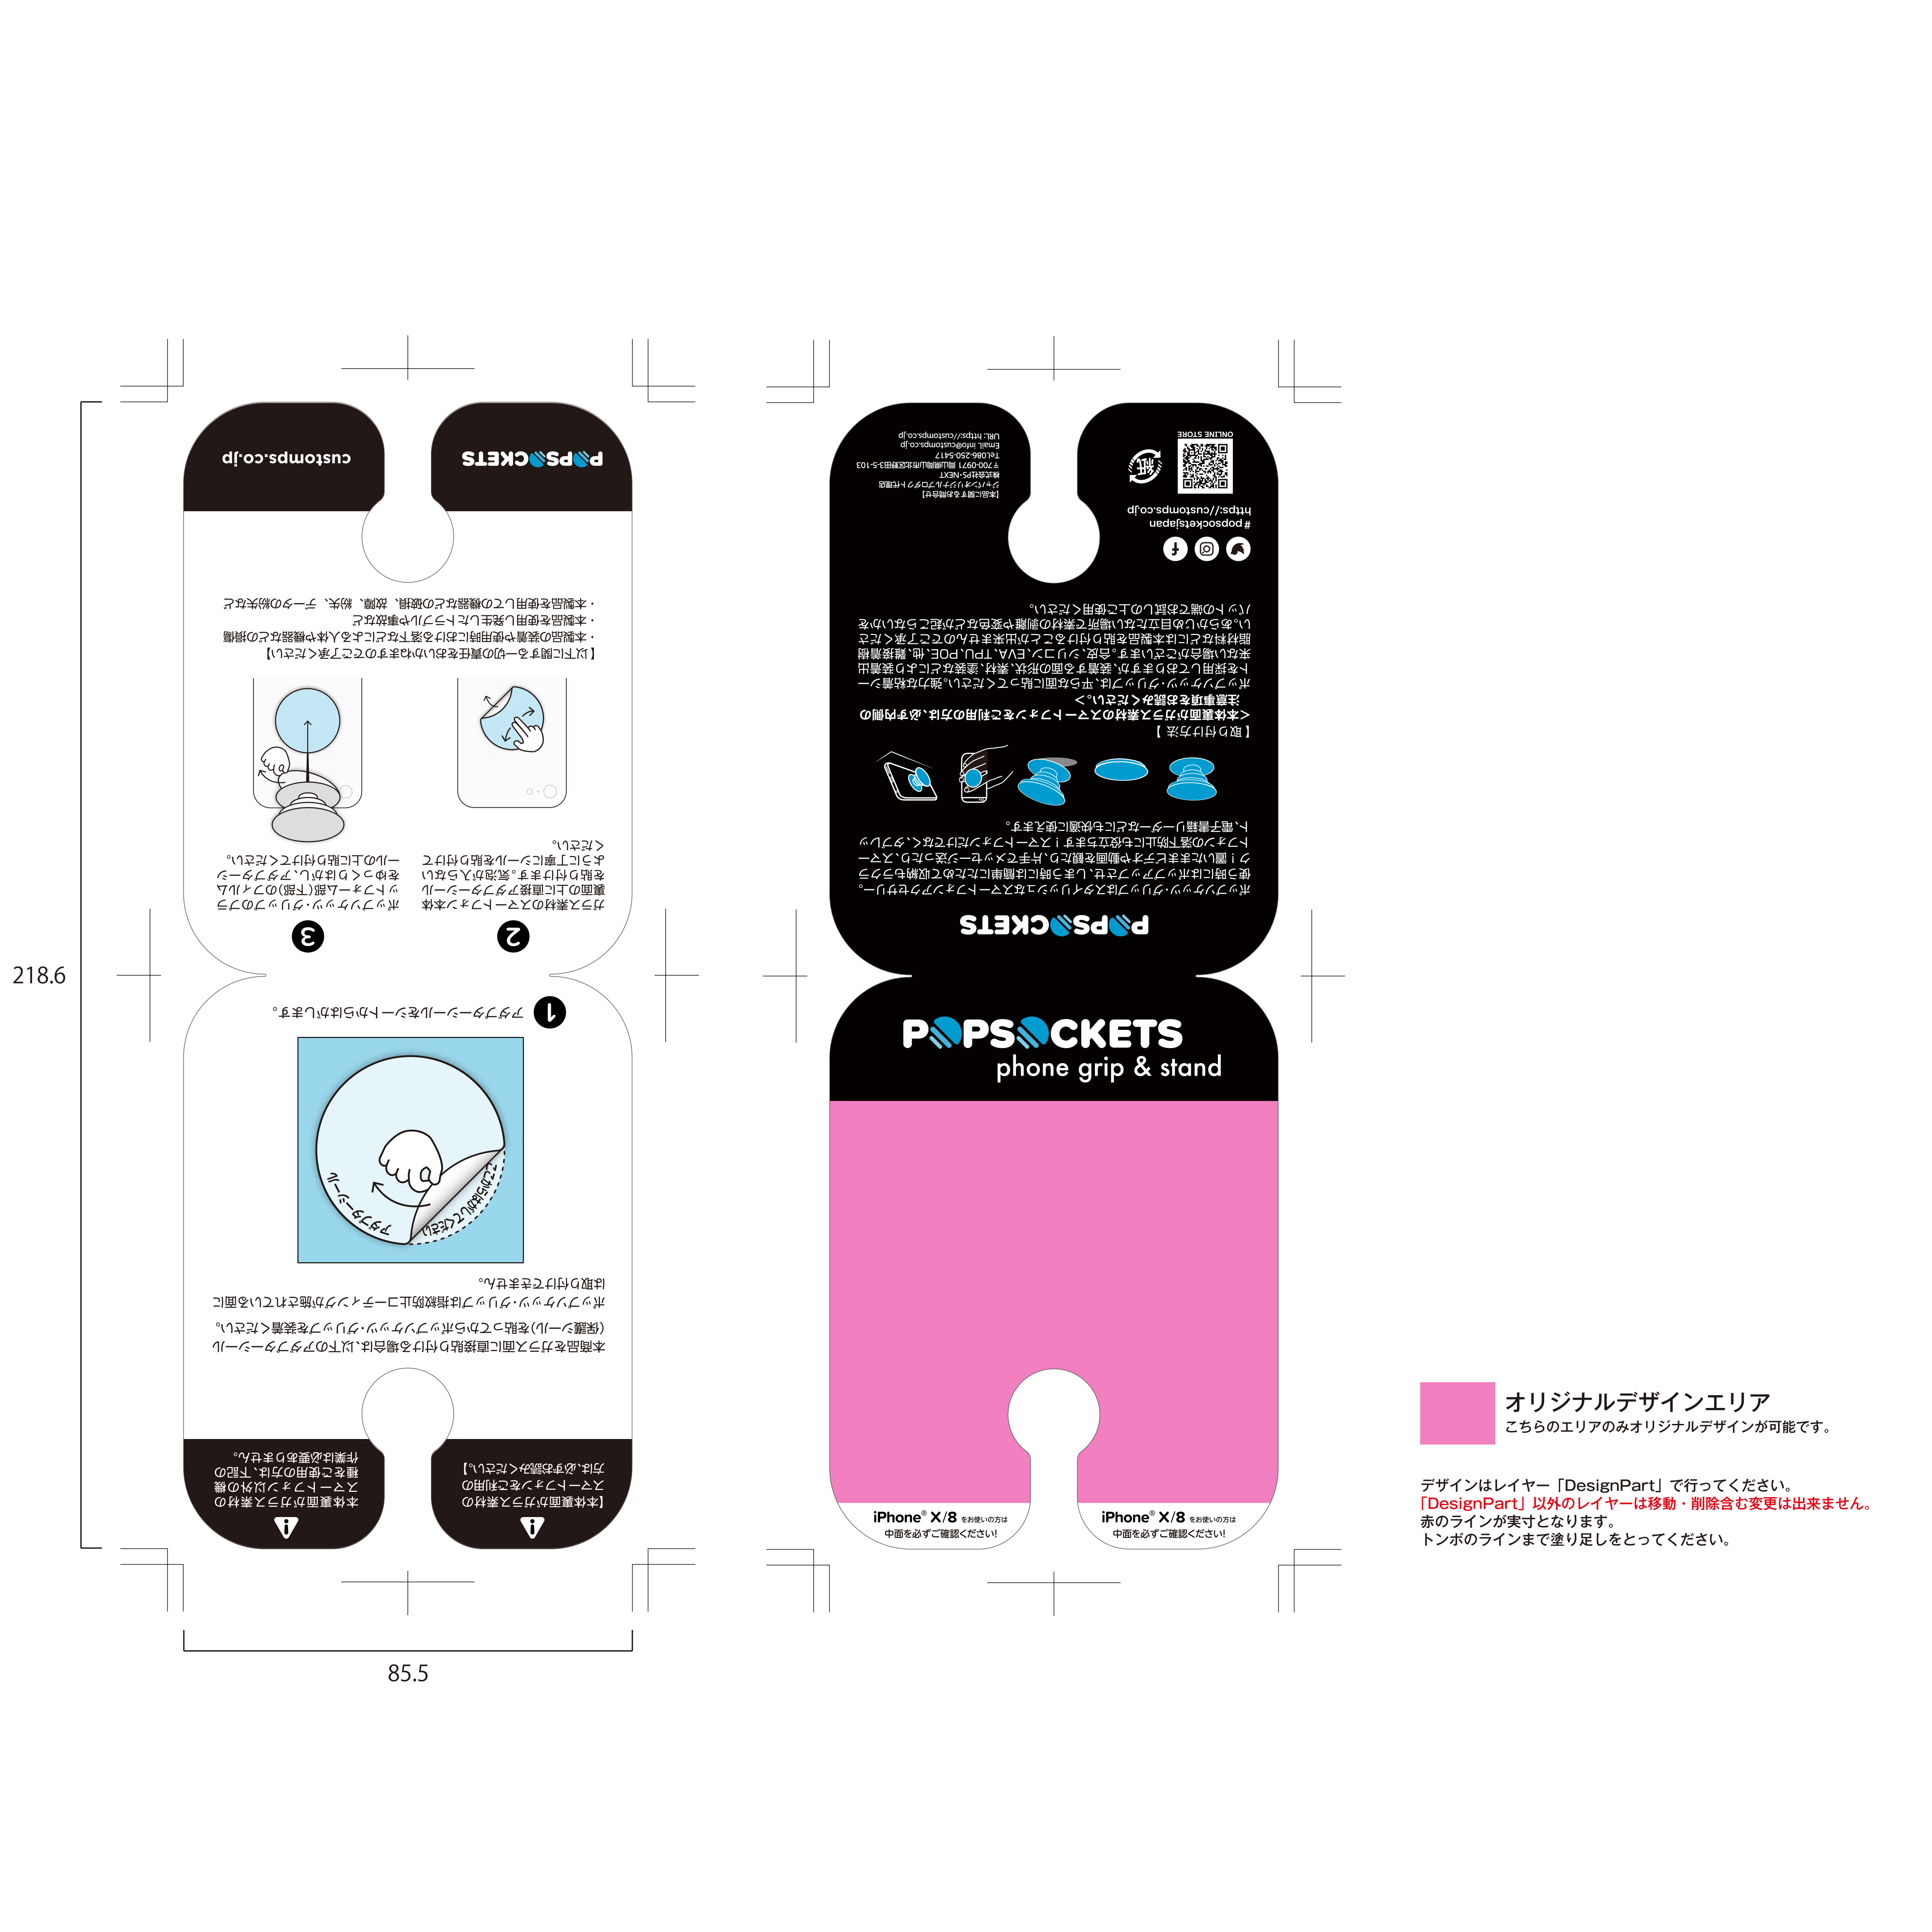 218.6
85.5
customps.co.jp
POPSOCKETS
・本製品を使用しての機器などの破損、故障、紛失、データの紛失など
・本製品を使用し発生したトラブルや事故など
・本製品の装着や使用時における落下などによる人体や機器などの損傷
【以下に関する一切の責任をおいかねますのでご了承ください】
3
ポップソケッツ・グリップのプラ
ットフォーム部(下部)のフィルム
をゆっくりはがし、アダプターシ
ールの上に貼り付けてください。
2
ガラス素材のスマートフォン本体
裏面の上に直接アダプターシール
を貼り付けます。気泡が入らない
ように丁寧にシールを貼り付けて
ください。
1
アダプターシールをシートからはがします。
アダプターシール
ここからはがしてください
本商品をガラス面に直接貼り付ける場合は、以下のアダプターシール
(保護シール)を貼ってからポップソケッツ・グリップを装着ください。
ポップソケッツ・グリップは指紋防止コーティングが施されている面に
は取り付けできません。
【本体裏面がガラス素材の
スマートフォンをご利用の
方は、必ずお読みください。】
本体裏面がガラス素材の
スマートフォン以外の機
種をご使用の方は、下記の
作業は必要ありません。
POPSOCKETS
ポップソケッツ・グリップはスタイリッシュなスマートフォンアクセサリー。
使う時にはポップアップさせ、しまう時には簡単にたためて収納もラクラ
ク！置いたままビデオや動画を観たり、片手でメッセージ送ったり、スマー
トフォンの落下防止にも役立ちます！スマートフォンだけでなく、タブレッ
ト、電子書籍リーダーなどにも快適に使えます。
【 取り付け方法 】
<本体裏面がガラス素材のスマートフォンをご利用の方は、必ず内側の
注意事項をお読みください。>
ポップソケッツ・グリップは、平らな面に貼ってください。強力な粘着シー
トを採用しておりますが、装着する面の形状、素材、塗装などにより装着出
来ない場合がございます。合皮、シリコン、EVA、TPU、POE、他、難接着樹
脂材料などには本製品を貼り付けることが出来ませんのでご了承くださ
い。あらかじめ目立たない場所で素材の剥離や変色などが起こらないかを
パットの端でお試しの上ご使用ください。
#popsocketsjapan
https://customps.co.jp
紙
ONLINE STORE
【本品に関するお問合せ】
ジャパンオリジナルプロダクト代理店
株式会社PS・NEXT
〒700-0971 岡山県岡山市北区野田3-5-103
TeL086-250-5417
Email. info@customps.co.jp
URL: https://customps.co.jp
POPSOCKETS
phone grip & stand
iPhone® X/8 をお使いの方は
中面を必ずご確認ください!
iPhone® X/8 をお使いの方は
中面を必ずご確認ください!
オリジナルデザインエリア
こちらのエリアのみオリジナルデザインが可能です。
デザインはレイヤー「DesignPart」で行ってください。
「DesignPart」以外のレイヤーは移動・削除含む変更は出来ません。
赤のラインが実寸となります。
トンボのラインまで塗り足しをとってください。